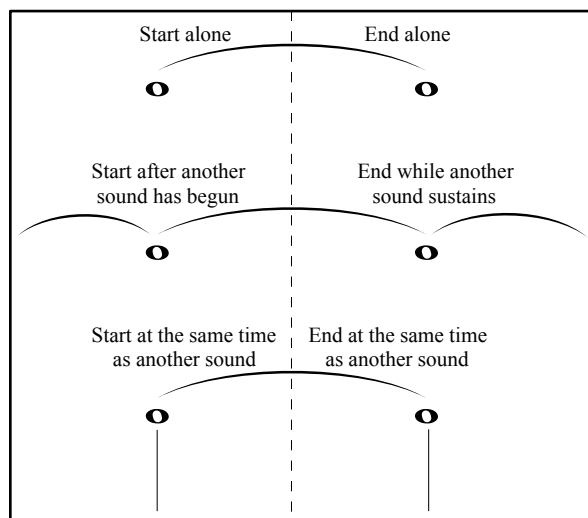 Start alone
End alone
Start after another
sound has begun
End while another
sound sustains
Start at the same time
as another sound
End at the same time
as another sound